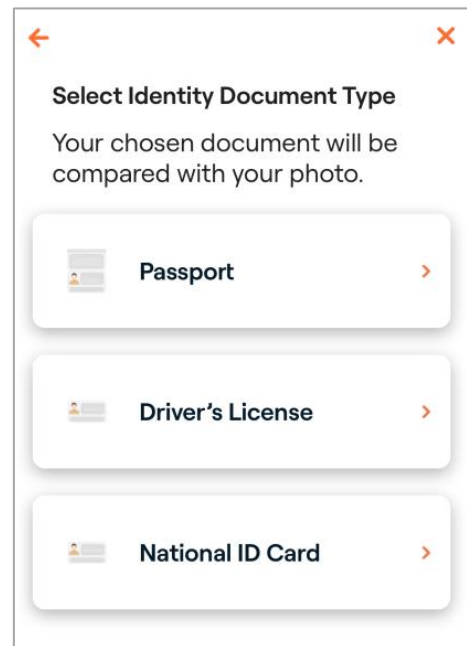 Select Identity Document Type
Your chosen document will be
compared with your photo.
Passport
Driver’s License
National ID Card